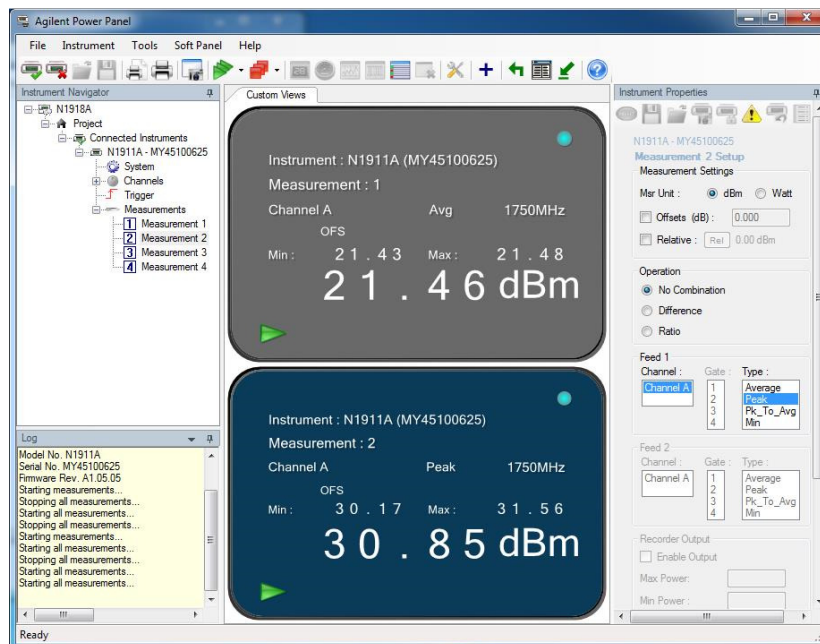 Agilent Power Panel
File Instrument Tools Soft Panel Help
Instrument Navigator
N1918A
Project
Connected Instruments
N1911A - MY45100625
System
Channels
Trigger
Measurements
1 Measurement 1
2 Measurement 2
3 Measurement 3
4 Measurement 4
Log
Model No. N1911A
Serial No. MY45100625
Firmware Rev. A1.05.05
Starting measurements...
Stopping all measurements...
Starting all measurements...
Stopping all measurements...
Starting measurements...
Starting all measurements...
Stopping all measurements...
Starting all measurements...
Starting all measurements...
Ready
Custom Views
Instrument : N1911A (MY45100625)
Measurement : 1
Channel A Avg 1750MHz
OFS
Min : 21.43 Max : 21.48
21.46 dBm
Instrument : N1911A (MY45100625)
Measurement : 2
Channel A Peak 1750MHz
OFS
Min : 30.17 Max : 31.56
30.85 dBm
Instrument Properties
N1911A - MY45100625
Measurement 2 Setup
Measurement Settings
Msr Unit : dBm Watt
Offsets (dB) : 0.000
Relative : Rel 0.00 dBm
Operation
No Combination
Difference
Ratio
Feed 1
Channel : Gate : Type :
Channel A 1 Average
2 Peak
3 Pk_To_Avg
4 Min
Feed 2
Channel : Gate : Type :
Channel A 1 Average
2 Peak
3 Pk_To_Avg
4 Min
Recorder Output
Enable Output
Max Power:
Min Power :